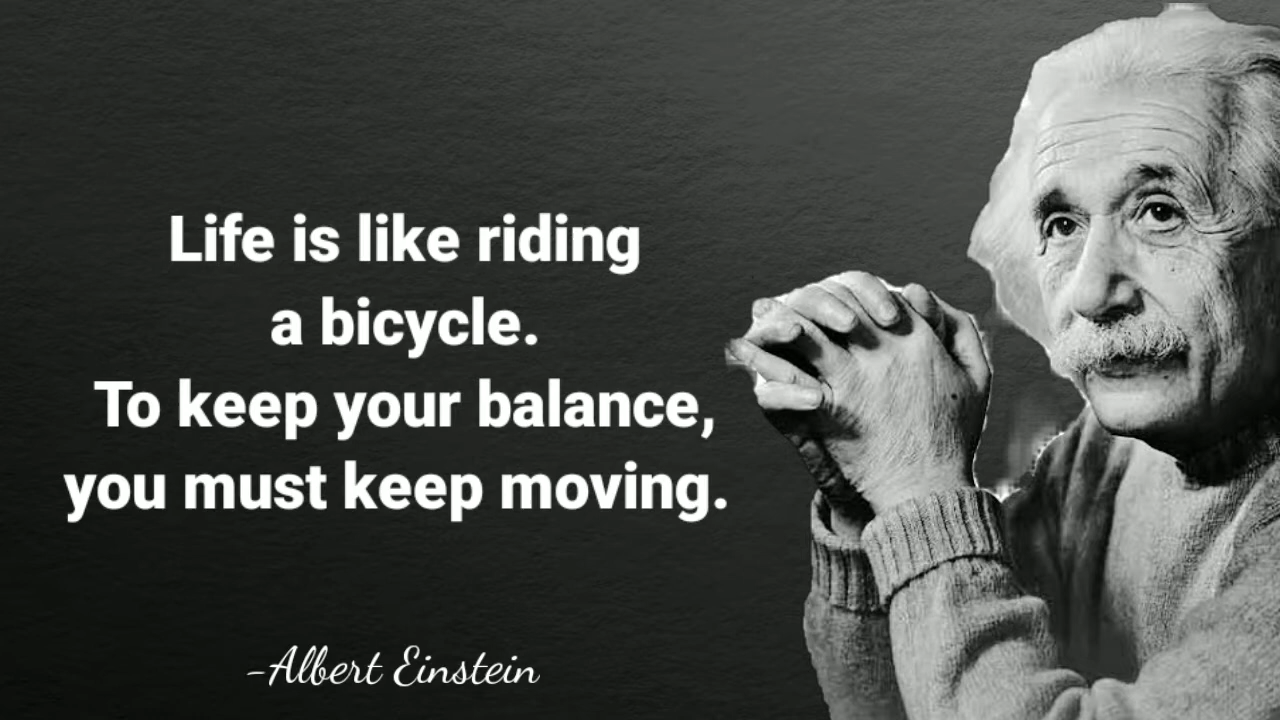 Life is like riding
a bicycle.
To keep your balance,
you must keep moving.
-Albert Einstein